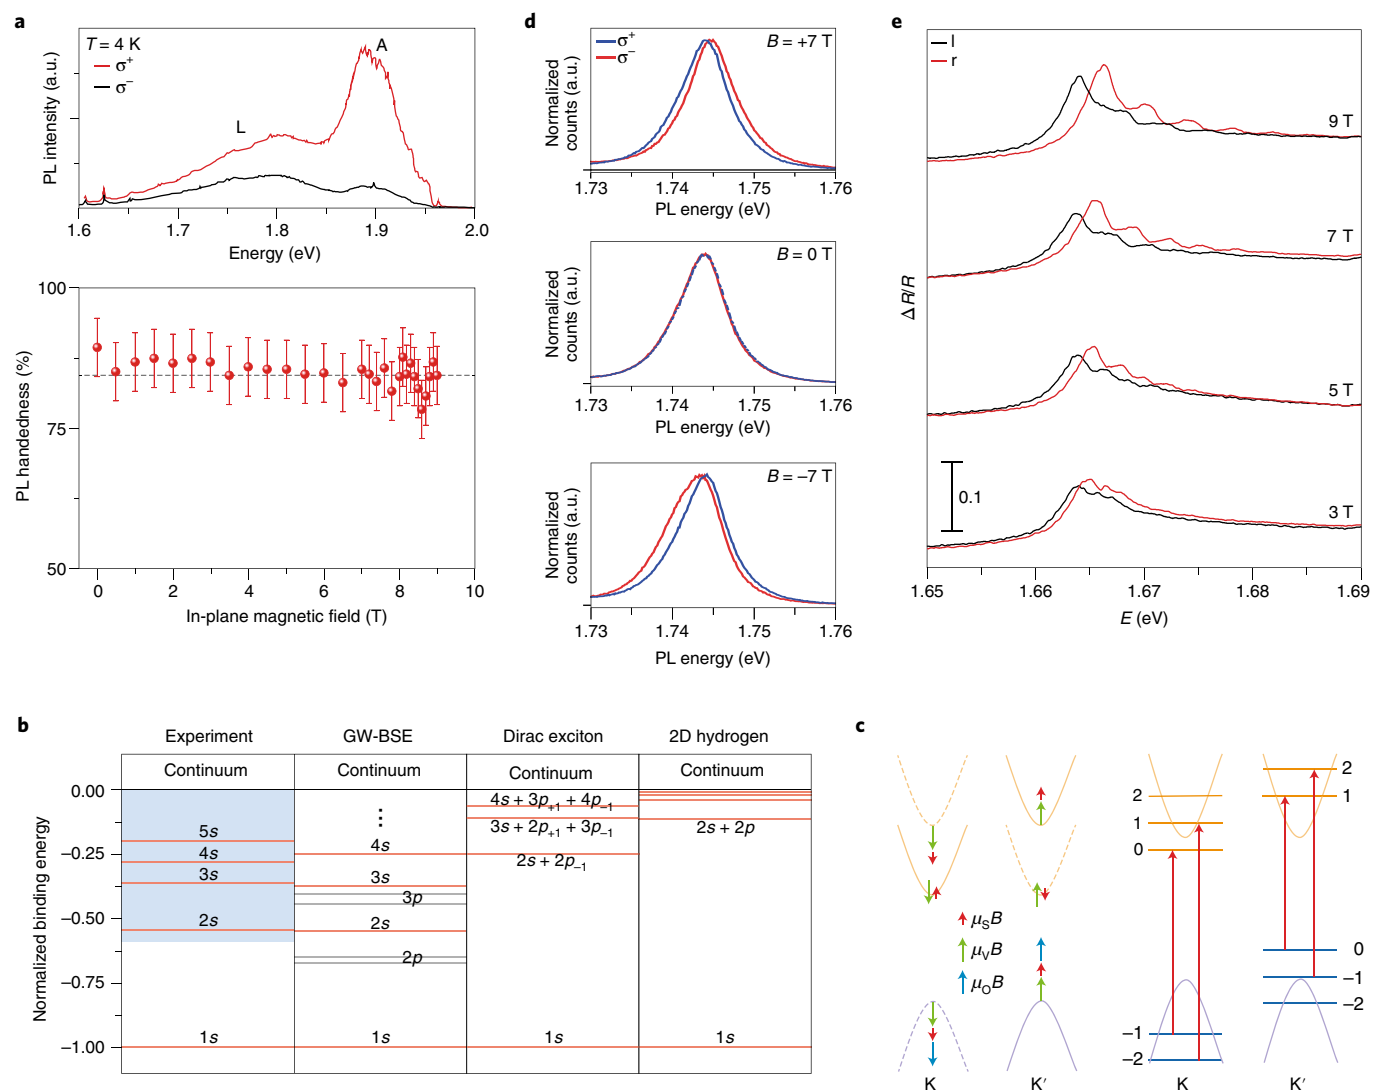 a
T = 4 K
σ+
σ−
L
A
PL intensity (a.u.)
1.6 1.7 1.8 1.9 2.0
Energy (eV)
100
75
50
PL handedness (%)
0 2 4 6 8 10
In-plane magnetic field (T)
d
σ+
σ−
B = +7 T
Normalized
counts (a.u.)
1.73 1.74 1.75 1.76
PL energy (eV)
B = 0 T
Normalized
counts (a.u.)
1.73 1.74 1.75 1.76
PL energy (eV)
B = −7 T
Normalized
counts (a.u.)
1.73 1.74 1.75 1.76
PL energy (eV)
e
l
r
9 T
7 T
5 T
3 T
0.1
ΔR/R
1.65 1.66 1.67 1.68 1.69
E (eV)
b
Experiment GW-BSE Dirac exciton 2D hydrogen
Continuum Continuum Continuum Continuum
Normalized binding energy
0.00
−0.25
−0.50
−0.75
−1.00
5s
4s
3s
2s
1s
4s
3s
3p
2s
2p
1s
4s + 3p+1 + 4p−1
3s + 2p+1 + 3p−1
2s + 2p−1
1s
2s + 2p
1s
c
μSB
μVB
μOB
K K′
2
1
0
−1
−2
K
2
1
0
−1
−2
K′